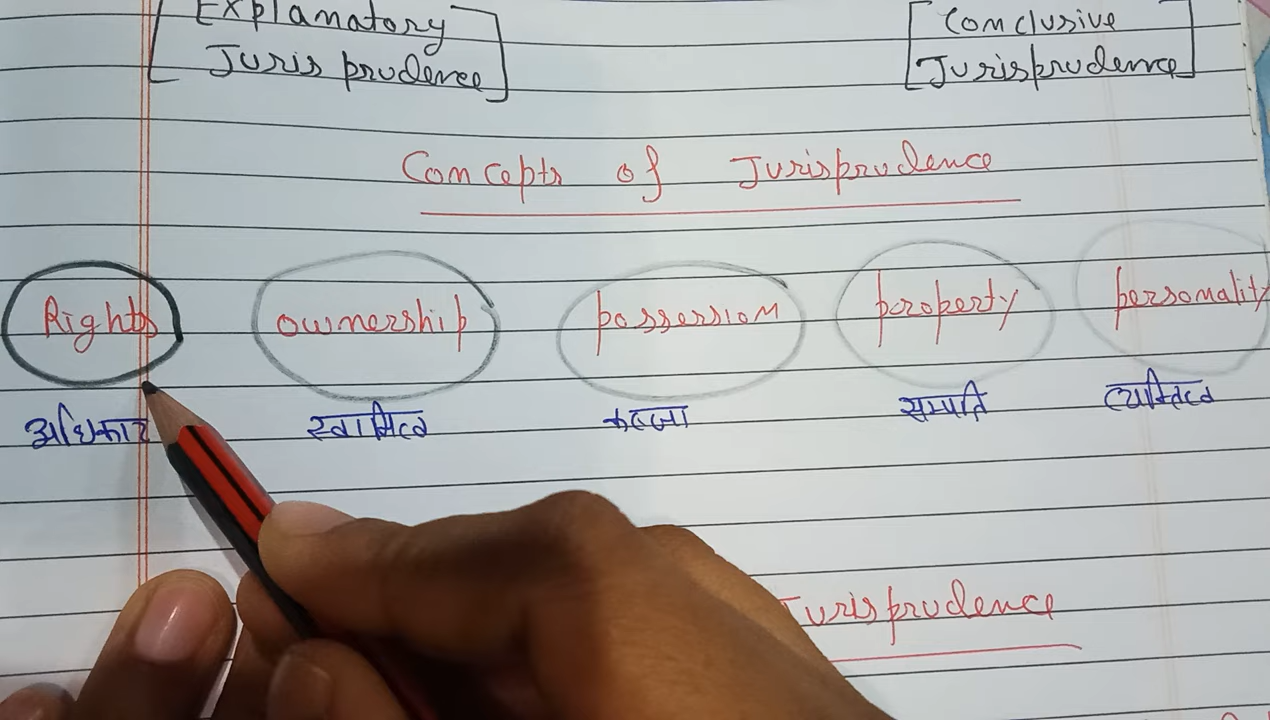 Explanatory Conclusive
Jurisprudence Jurisprudence
Concepts of Jurisprudence
Rights ownership possession property personality
अधिकार स्वामित्व कब्जा सम्पति व्यक्तित्व
Jurisprudence